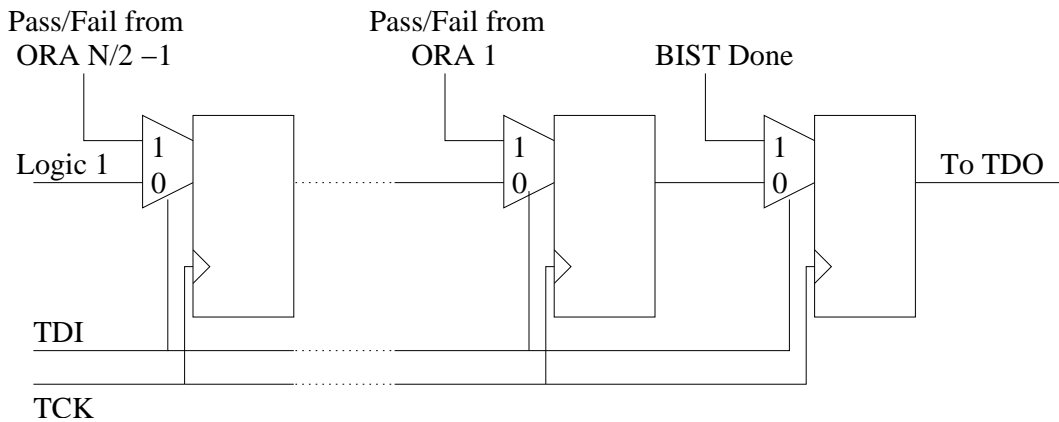 Pass/Fail from
ORA N/2 –1
Pass/Fail from
ORA 1
BIST Done
1
0
Logic 1
1
0
1
0
To TDO
TDI
TCK